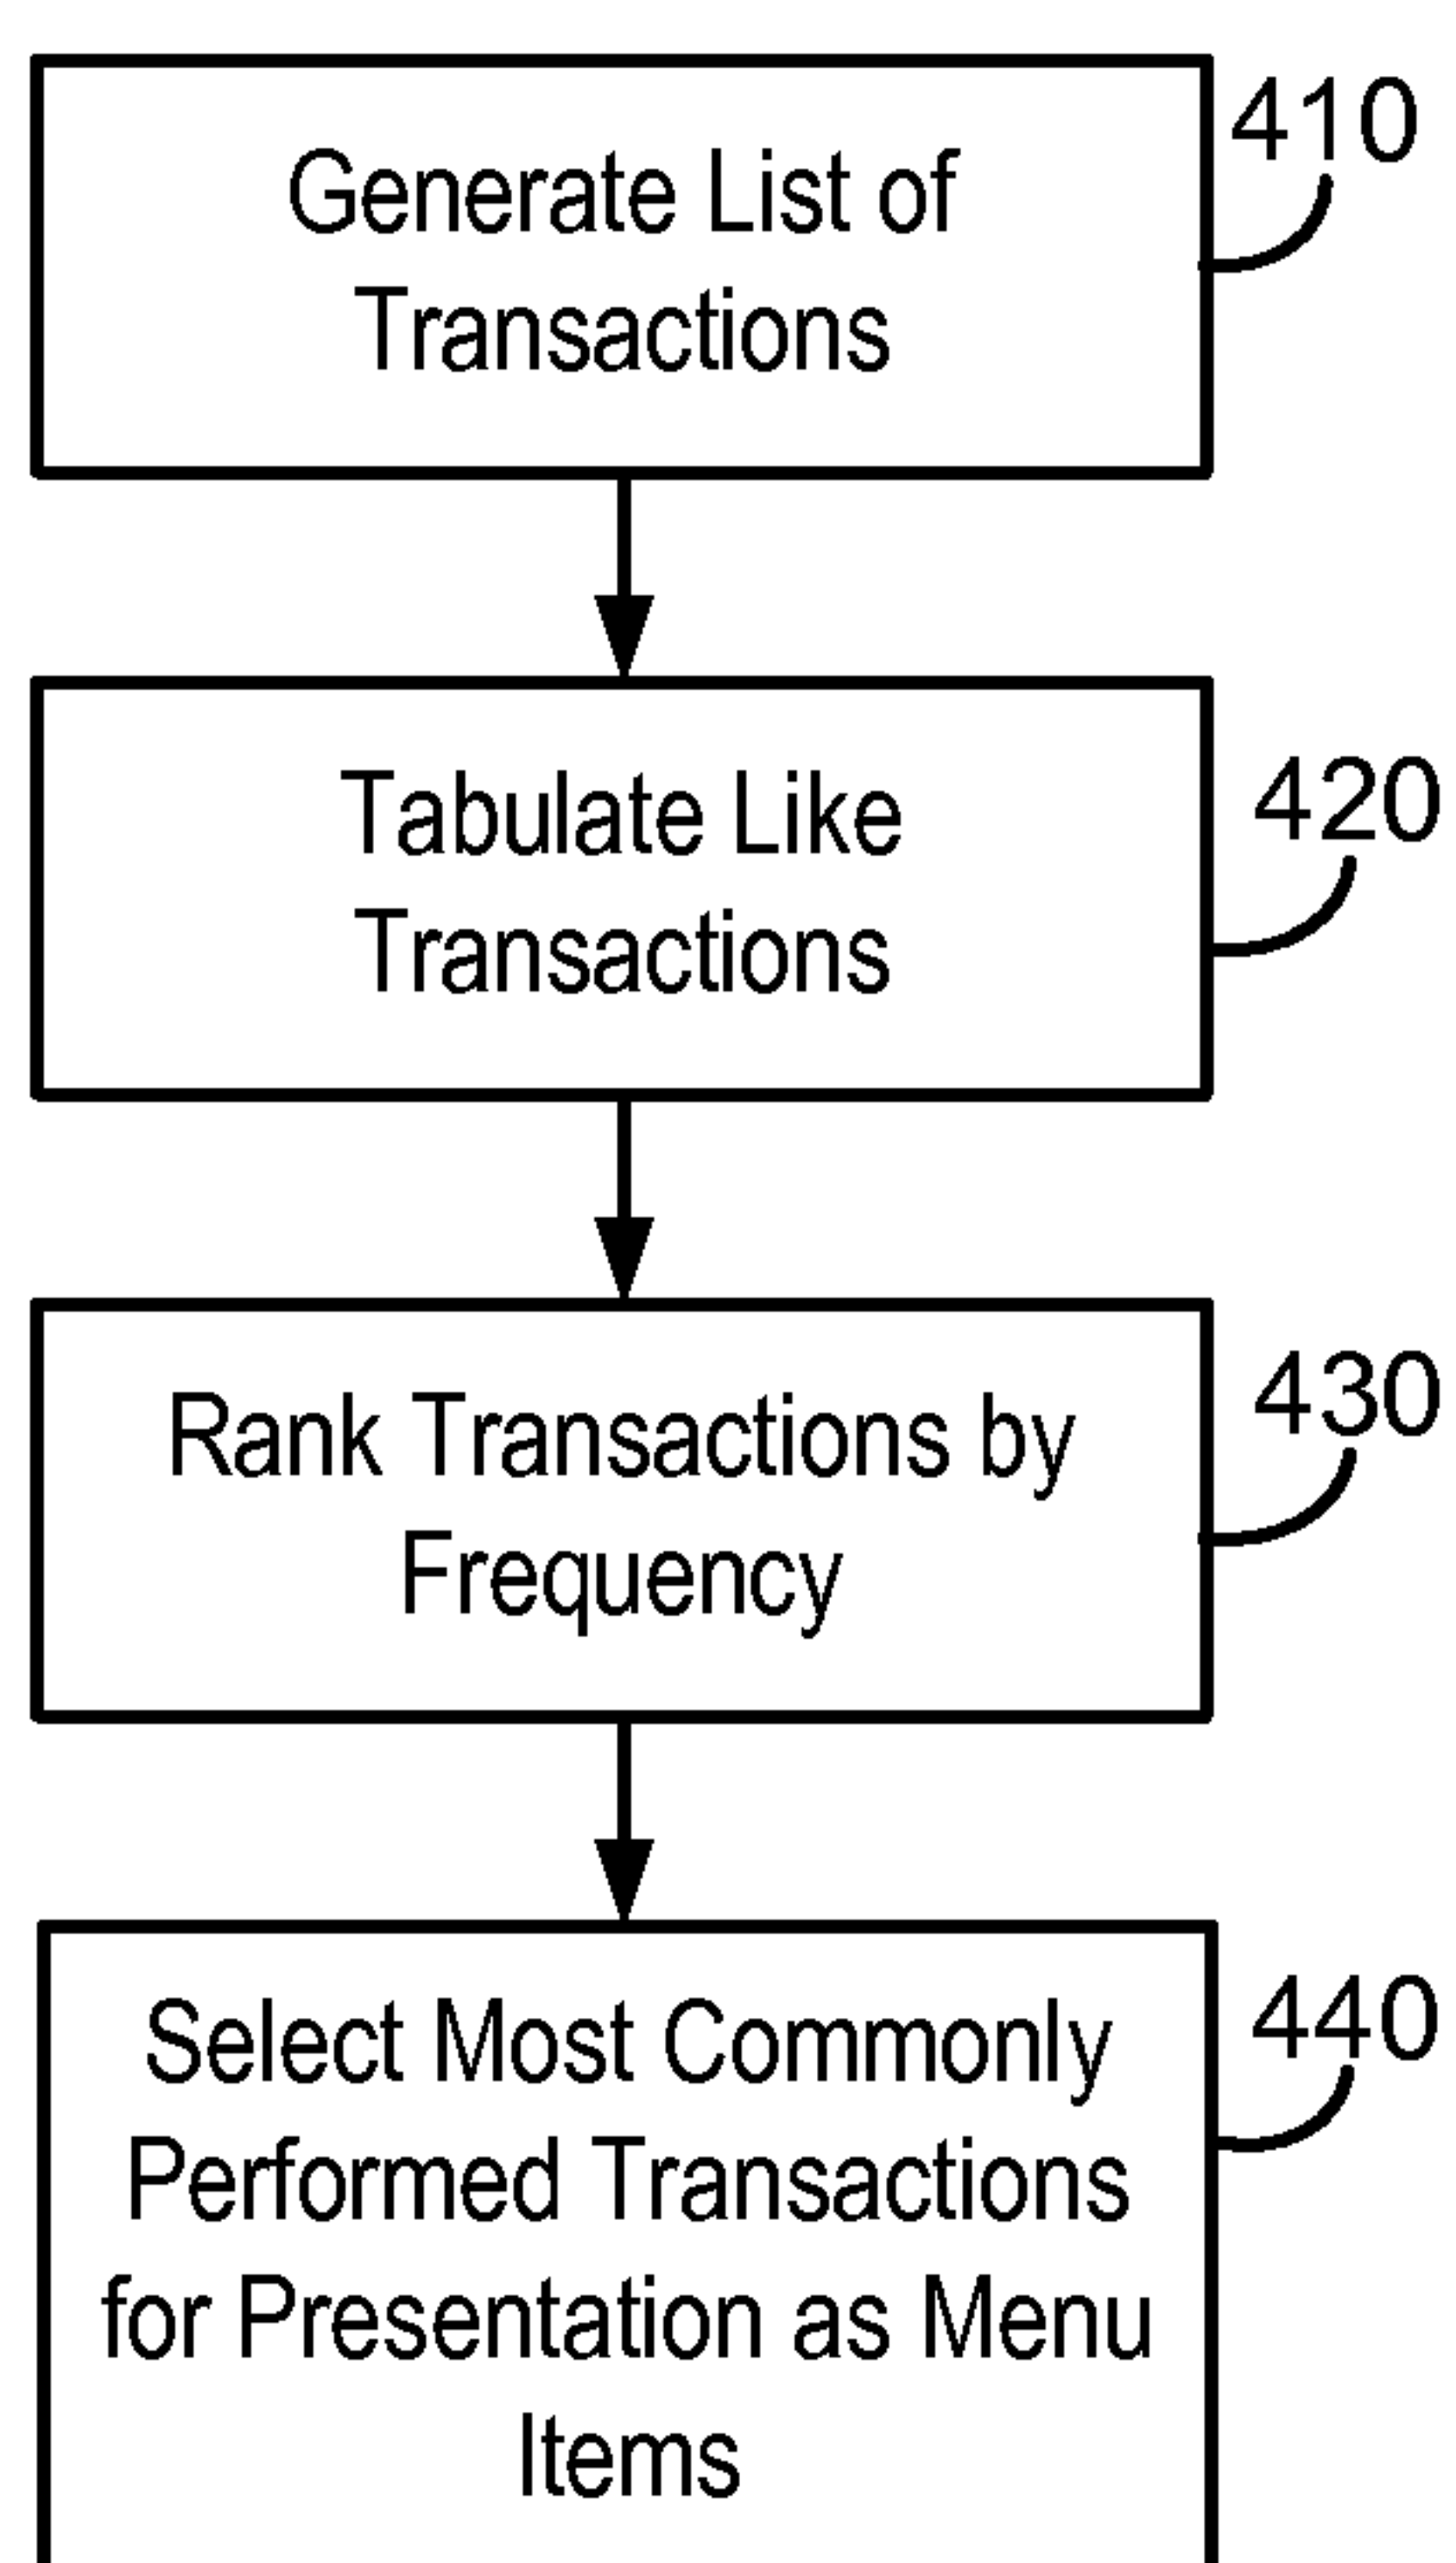 Generate List of
Transactions
410
Tabulate Like
Transactions
420
Rank Transactions by
Frequency
430
Select Most Commonly
Performed Transactions
for Presentation as Menu
Items
440